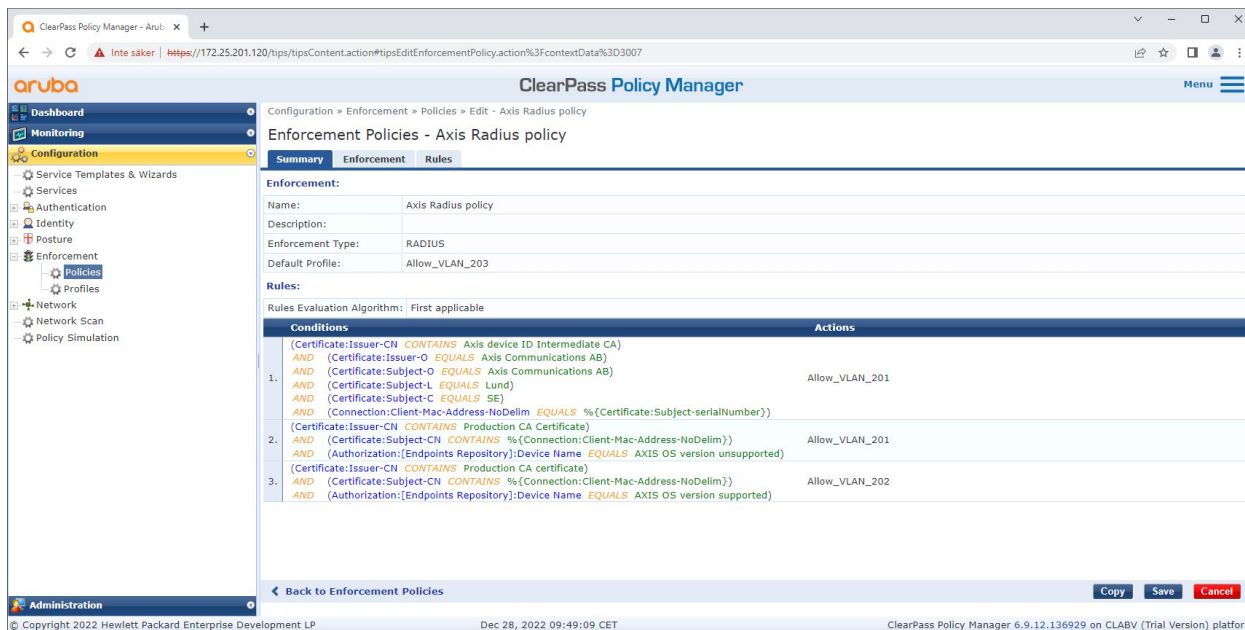 ClearPass Policy Manager - Arub
Inte säker | https://172.25.201.120/tips/tipsContent.action#tipsEditEnforcementPolicy.action%3FcontextData%3D3007
aruba
ClearPass Policy Manager
Menu
Dashboard
Monitoring
Configuration
Service Templates & Wizards
Services
Authentication
Identity
Posture
Enforcement
Policies
Profiles
Network
Network Scan
Policy Simulation
Administration
Configuration » Enforcement » Policies » Edit - Axis Radius policy
Enforcement Policies - Axis Radius policy
Summary Enforcement Rules
Enforcement:
Name: Axis Radius policy
Description:
Enforcement Type: RADIUS
Default Profile: Allow_VLAN_203
Rules:
Rules Evaluation Algorithm: First applicable
Conditions Actions
1. (Certificate:Issuer-CN CONTAINS Axis device ID Intermediate CA)
AND (Certificate:Issuer-O EQUALS Axis Communications AB)
AND (Certificate:Subject-O EQUALS Axis Communications AB)
AND (Certificate:Subject-L EQUALS Lund)
AND (Certificate:Subject-C EQUALS SE)
AND (Connection:Client-Mac-Address-NoDelim EQUALS %{Certificate:Subject-serialNumber})
Allow_VLAN_201
2. (Certificate:Issuer-CN CONTAINS Production CA Certificate)
AND (Certificate:Subject-CN CONTAINS %{Connection:Client-Mac-Address-NoDelim})
AND (Authorization:[Endpoints Repository]:Device Name EQUALS AXIS OS version unsupported)
Allow_VLAN_201
3. (Certificate:Issuer-CN CONTAINS Production CA certificate)
AND (Certificate:Subject-CN CONTAINS %{Connection:Client-Mac-Address-NoDelim})
AND (Authorization:[Endpoints Repository]:Device Name EQUALS AXIS OS version supported)
Allow_VLAN_202
Back to Enforcement Policies
Copy Save Cancel
© Copyright 2022 Hewlett Packard Enterprise Development LP Dec 28, 2022 09:49:09 CET ClearPass Policy Manager 6.9.12.136929 on CLABV (Trial Version) platfor